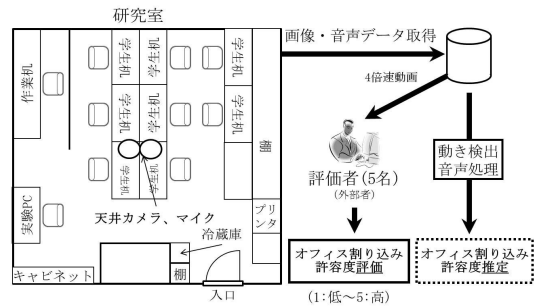 研究室
画像・音声データ取得
4倍速動画
作業机
学生机
学生机
学生机
学生机
学生机
学生机
学生机
学生机
棚
評価者(5名)
(外部者)
動き検出
音声処理
実験PC
天井カメラ、マイク
プリンタ
冷蔵庫
棚
キャビネット
入口
オフィス割り込み
許容度評価
オフィス割り込み
許容度推定
(1:低~5:高)